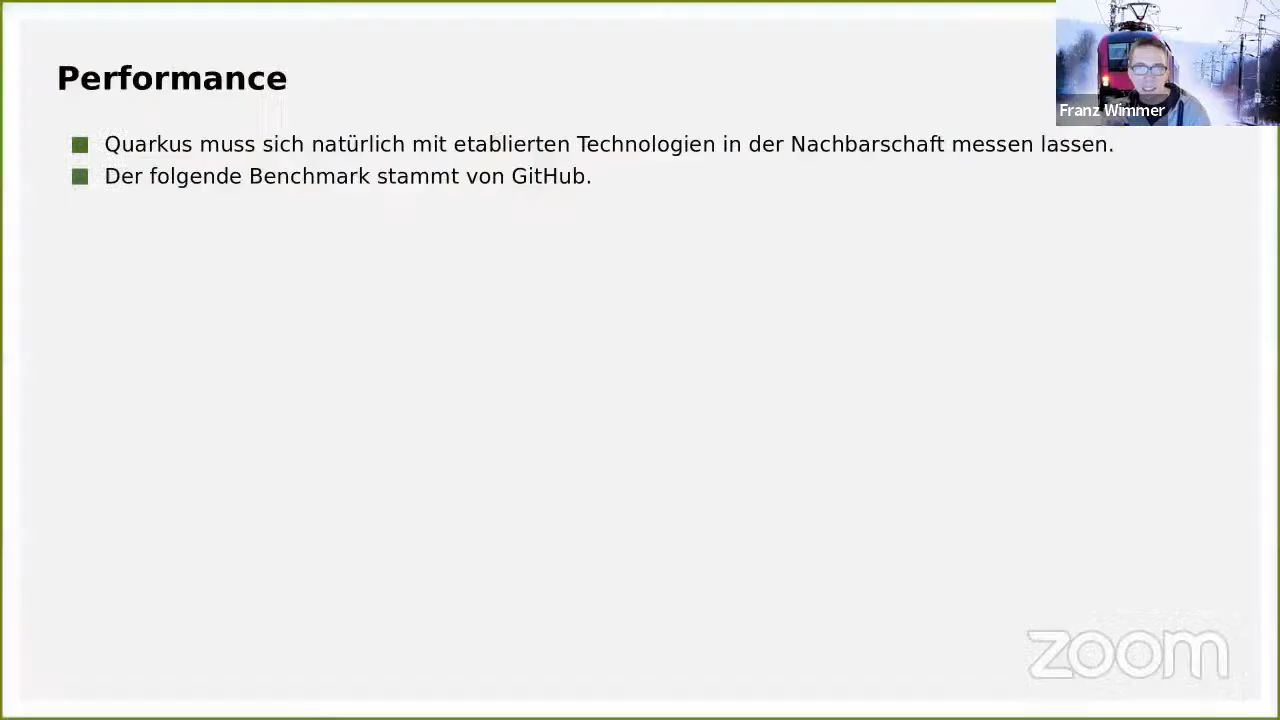 Performance
Franz Wimmer
Quarkus muss sich natürlich mit etablierten Technologien in der Nachbarschaft messen lassen.
Der folgende Benchmark stammt von GitHub.
zoom